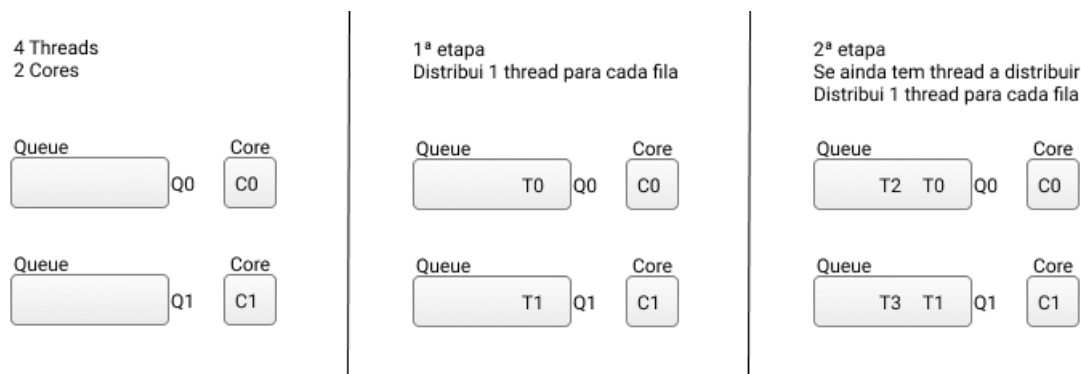 4 Threads
2 Cores
Queue
Core
Q0
C0
Queue
Core
Q1
C1
1ª etapa
Distribui 1 thread para cada fila
Queue
Core
T0
Q0
C0
Queue
Core
T1
Q1
C1
2ª etapa
Se ainda tem thread a distribuir
Distribui 1 thread para cada fila
Queue
Core
T2 T0
Q0
C0
Queue
Core
T3 T1
Q1
C1